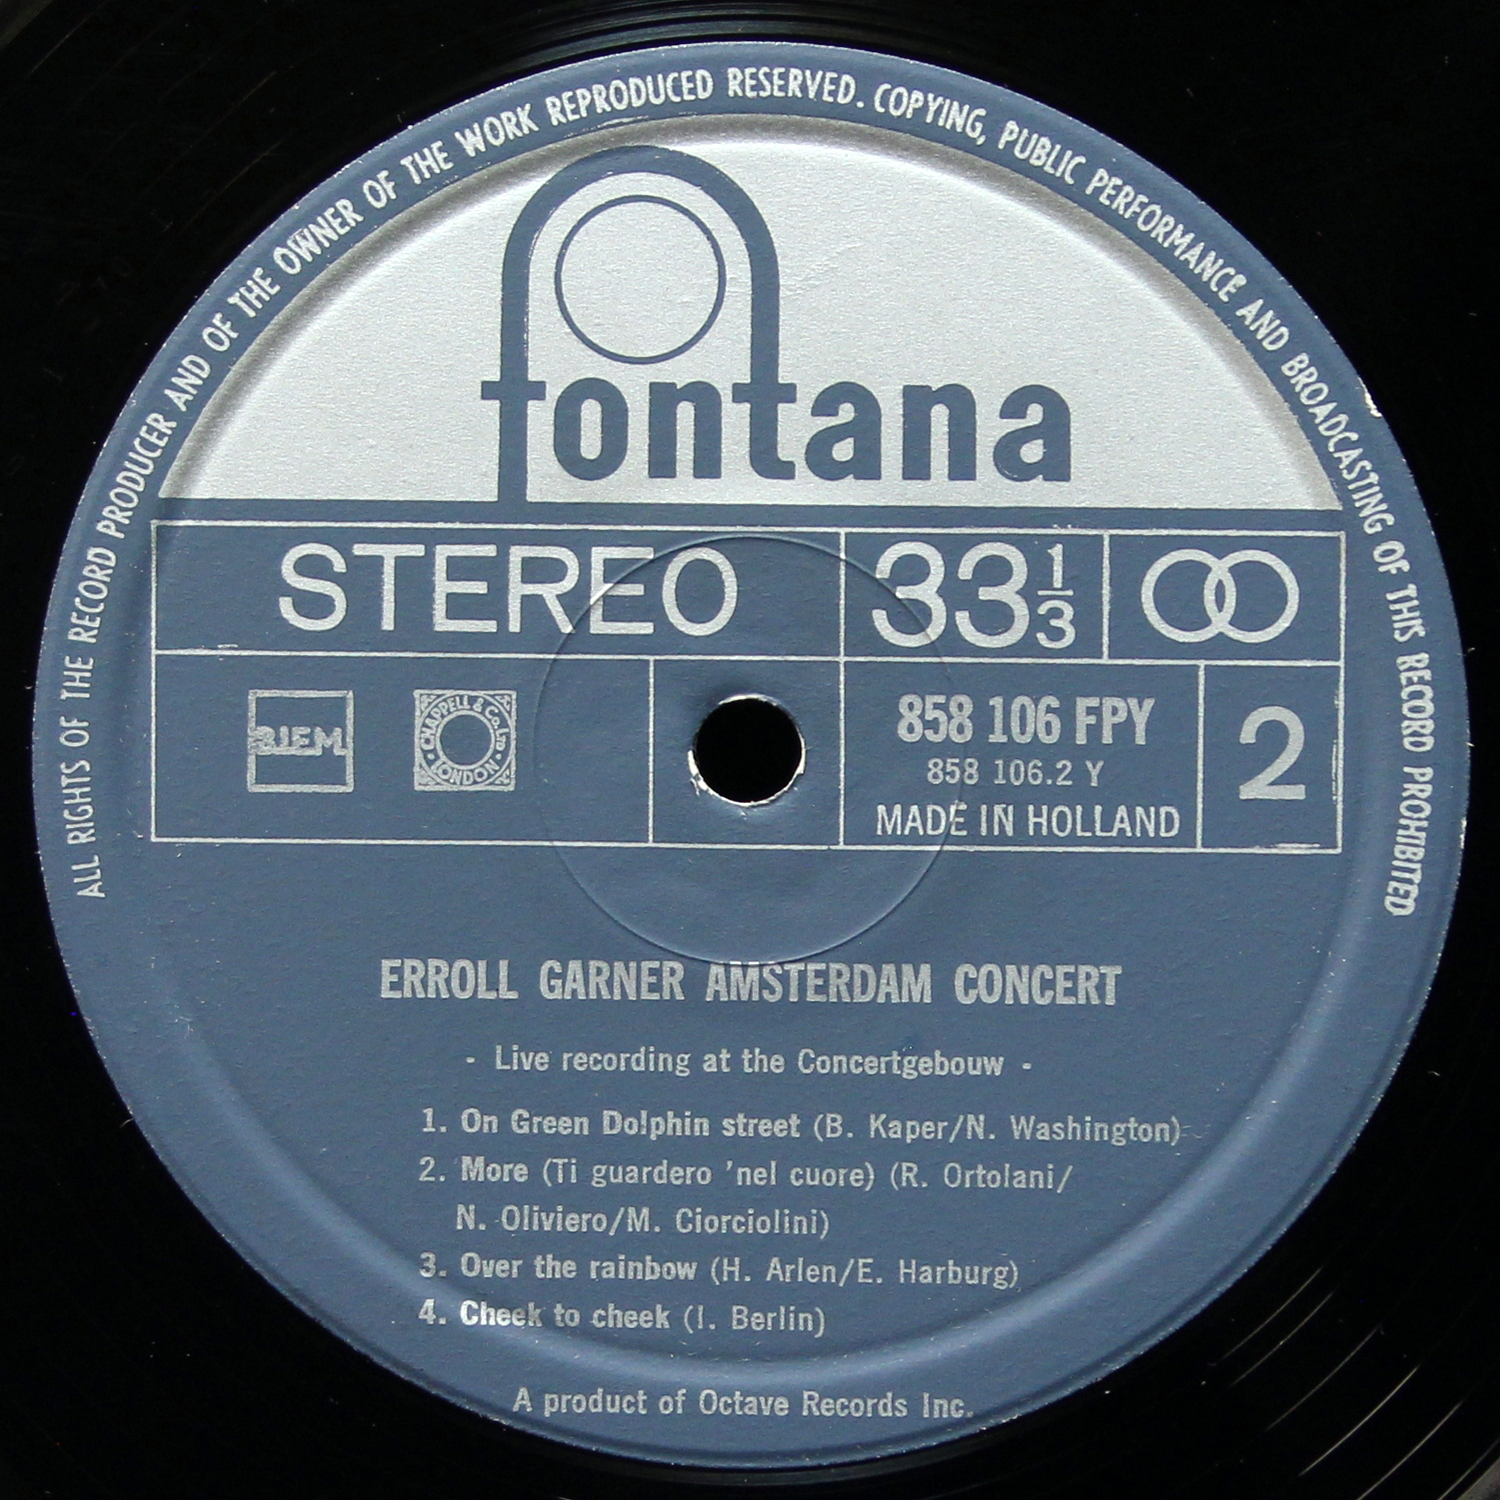 ALL RIGHTS OF THE RECORD PRODUCER AND OF THE OWNER OF THE WORK REPRODUCED RESERVED. COPYING, PUBLIC PERFORMANCE AND BROADCASTING OF THIS RECORD PROHIBITED
fontana
STEREO
33 1/3
BIEM
CHAPPELL & Co. LTD
LONDON
858 106 FPY
858 106.2 Y
MADE IN HOLLAND
2
ERROLL GARNER AMSTERDAM CONCERT
- Live recording at the Concertgebouw -
1. On Green Dolphin street (B. Kaper/N. Washington)
2. More (Ti guardero 'nel cuore) (R. Ortolani/
N. Oliviero/M. Ciorciolini)
3. Over the rainbow (H. Arlen/E. Harburg)
4. Cheek to cheek (I. Berlin)
A product of Octave Records Inc.